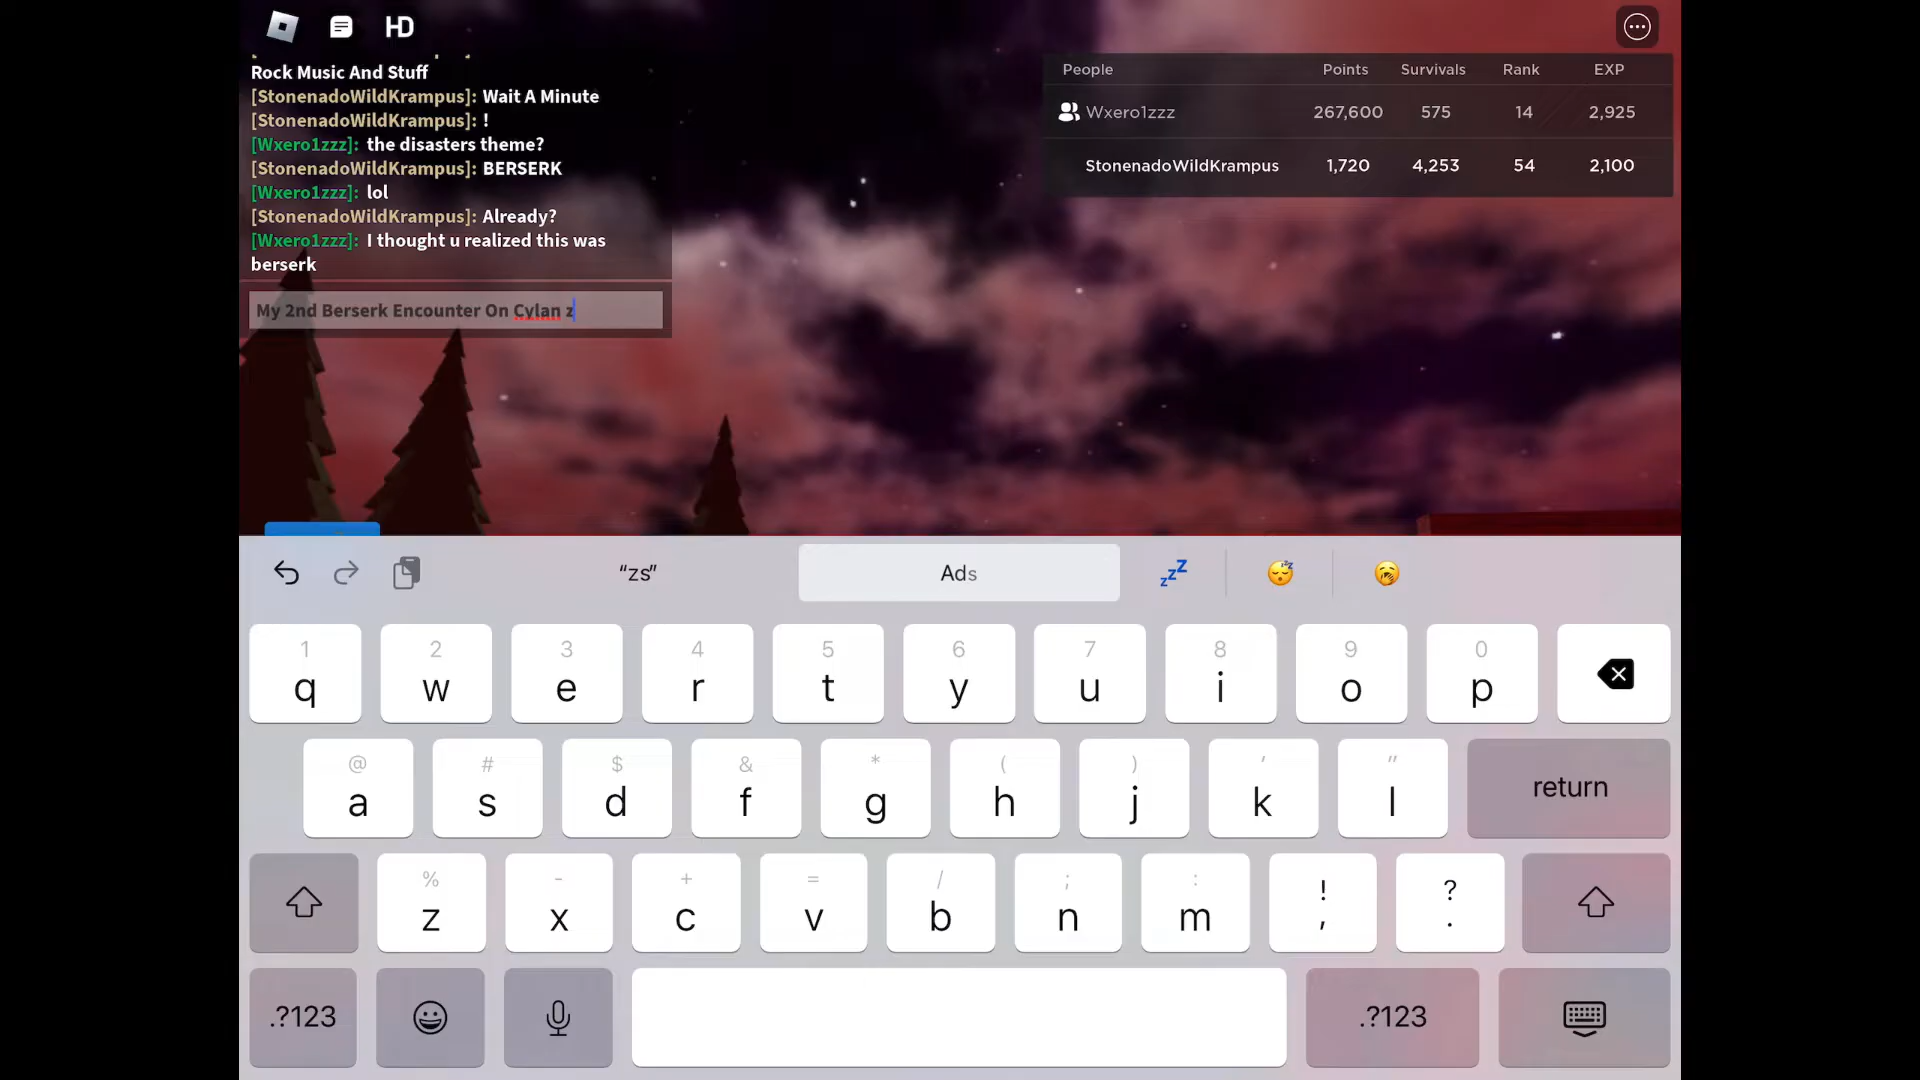 HD
Rock Music And Stuff
[StonenadoWildKrampus]: Wait A Minute
[StonenadoWildKrampus]: !
[Wxero1zzz]: the disasters theme?
[StonenadoWildKrampus]: BERSERK
[Wxero1zzz]: lol
[StonenadoWildKrampus]: Already?
[Wxero1zzz]: I thought u realized this was
berserk
My 2nd Berserk Encounter On Cylan z
People Points Survivals Rank EXP
Wxero1zzz 267,600 575 14 2,925
StonenadoWildKrampus 1,720 4,253 54 2,100
“zs” Ads
1 2 3 4 5 6 7 8 9 0
q w e r t y u i o p
@ # $ & * ( ) ' "
a s d f g h j k l return
% - + = / ; : ! ?
z x c v b n m , .
.?123 .?123